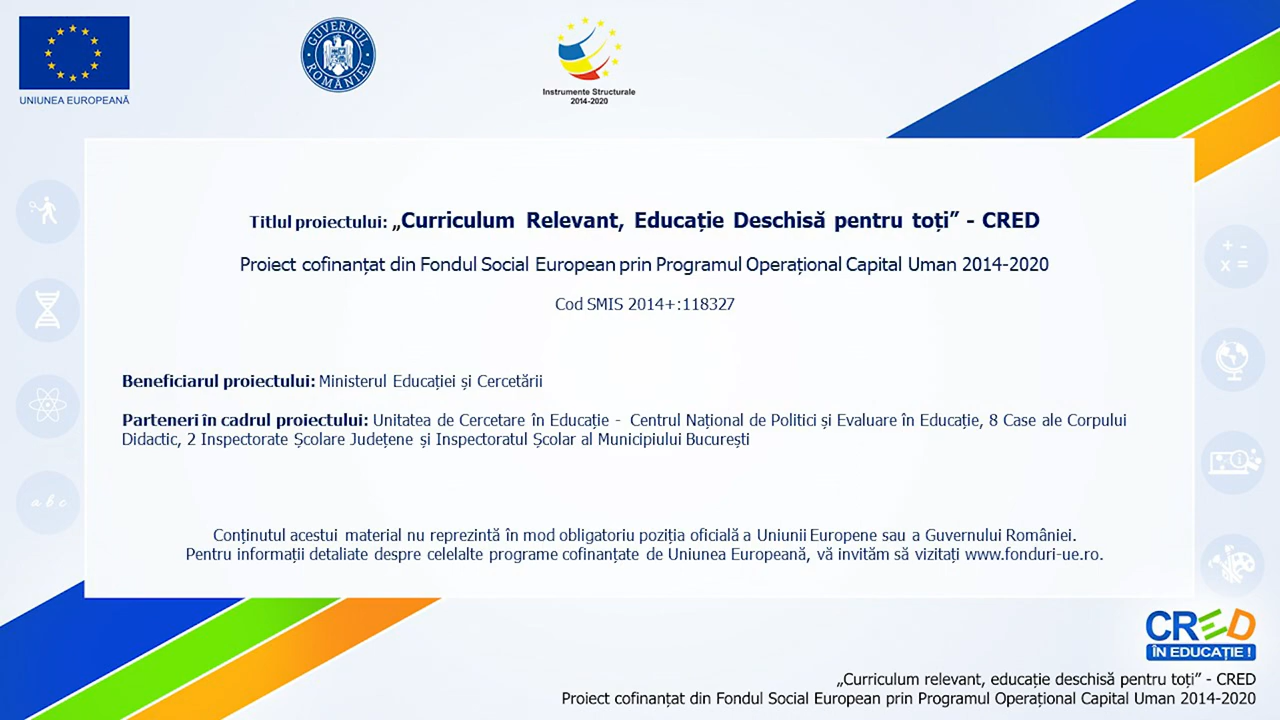 UNIUNEA EUROPEANĂ
GUVERNUL ROMÂNIEI
Instrumente Structurale
2014-2020
Titlul proiectului: „Curriculum Relevant, Educație Deschisă pentru toți” - CRED
Proiect cofinanțat din Fondul Social European prin Programul Operațional Capital Uman 2014-2020
Cod SMIS 2014+:118327
+ -
x =
Beneficiarul proiectului: Ministerul Educației și Cercetării
Parteneri în cadrul proiectului: Unitatea de Cercetare în Educație - Centrul Național de Politici și Evaluare în Educație, 8 Case ale Corpului
Didactic, 2 Inspectorate Școlare Județene și Inspectoratul Școlar al Municipiului București
a b c
Conținutul acestui material nu reprezintă în mod obligatoriu poziția oficială a Uniunii Europene sau a Guvernului României.
Pentru informații detaliate despre celelalte programe cofinanțate de Uniunea Europeană, vă invităm să vizitați www.fonduri-ue.ro.
CRED
ÎN EDUCAȚIE !
„Curriculum relevant, educație deschisă pentru toți” - CRED
Proiect cofinanțat din Fondul Social European prin Programul Operațional Capital Uman 2014-2020